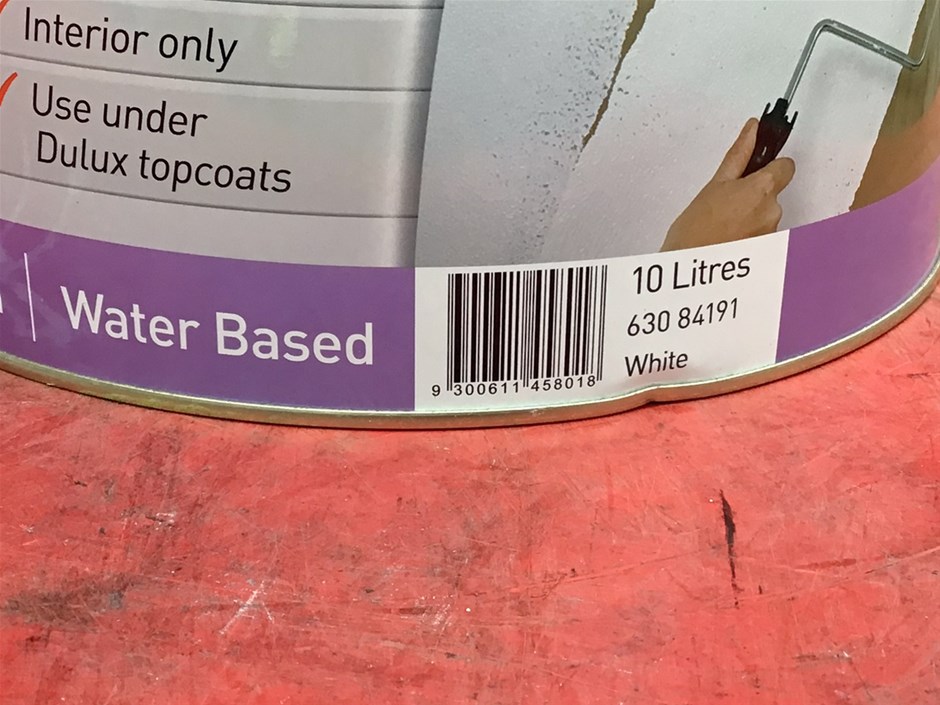 Interior only
Use under
Dulux topcoats
Water Based
10 Litres
630 84191
White
9 300611 458018